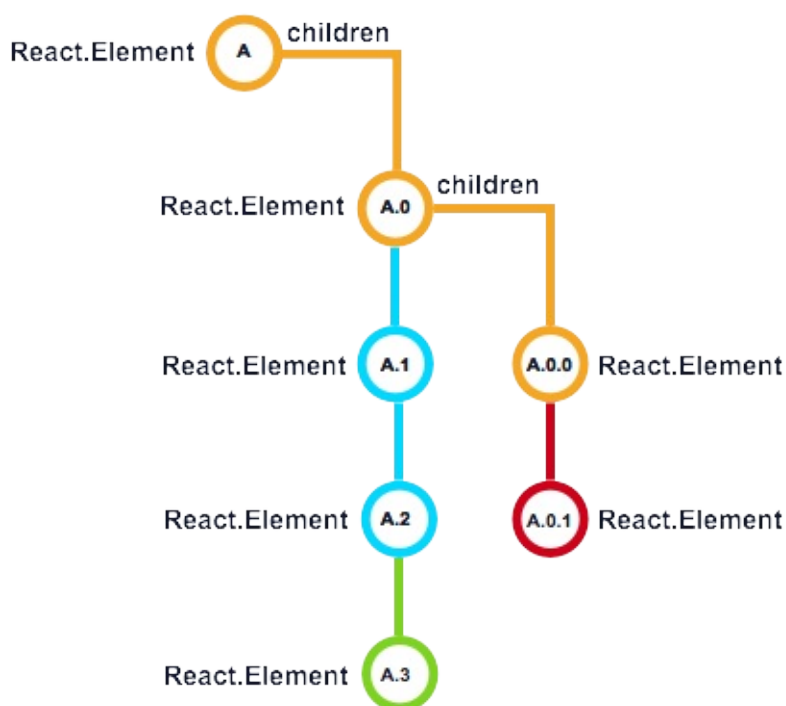 React.Element A children
React.Element A.0 children
React.Element A.1 A.0.0 React.Element
React.Element A.2 A.0.1 React.Element
React.Element A.3